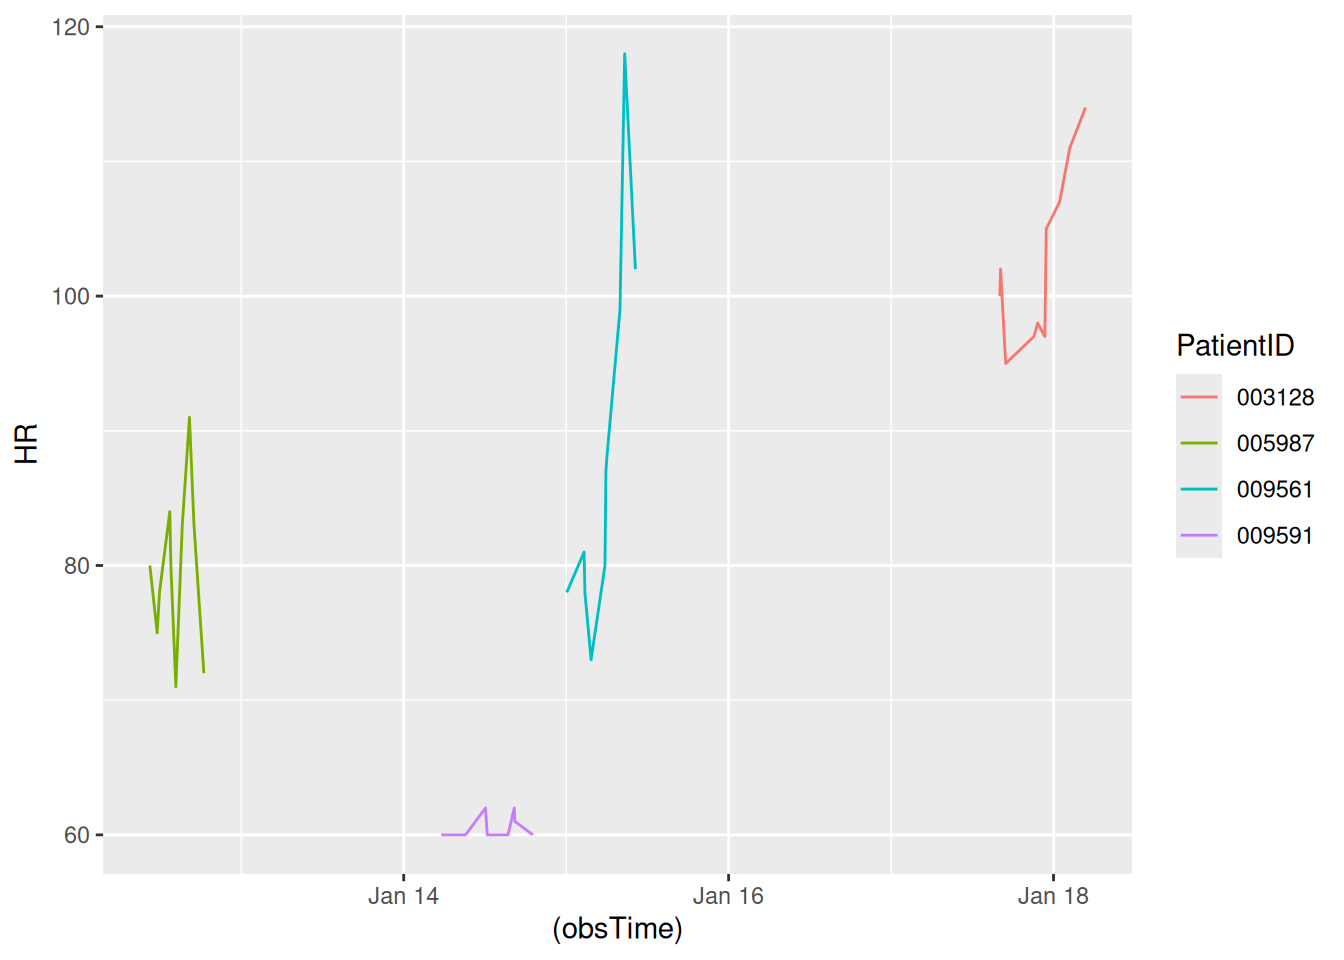 120
100
80
60
HR
Jan 14
Jan 16
Jan 18
(obsTime)
PatientID
003128
005987
009561
009591